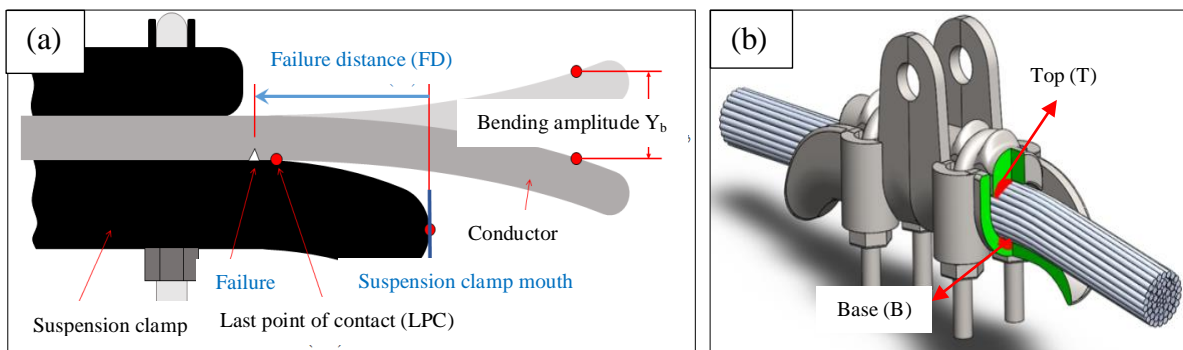 (a)
Failure distance (FD)
Bending amplitude Yb
Conductor
Failure
Suspension clamp mouth
Suspension clamp
Last point of contact (LPC)
(b)
Top (T)
Base (B)